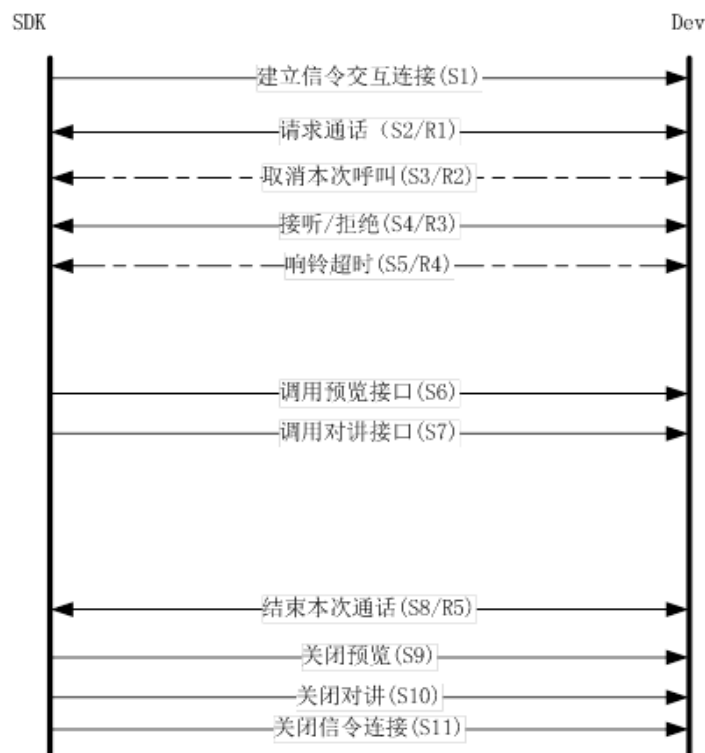 SDK Dev
建立信令交互连接(S1)
请求通话（S2/R1)
取消本次呼叫(S3/R2)
接听/拒绝(S4/R3)
响铃超时(S5/R4)
调用预览接口(S6)
调用对讲接口(S7)
结束本次通话(S8/R5)
关闭预览(S9)
关闭对讲(S10)
关闭信令连接(S11)